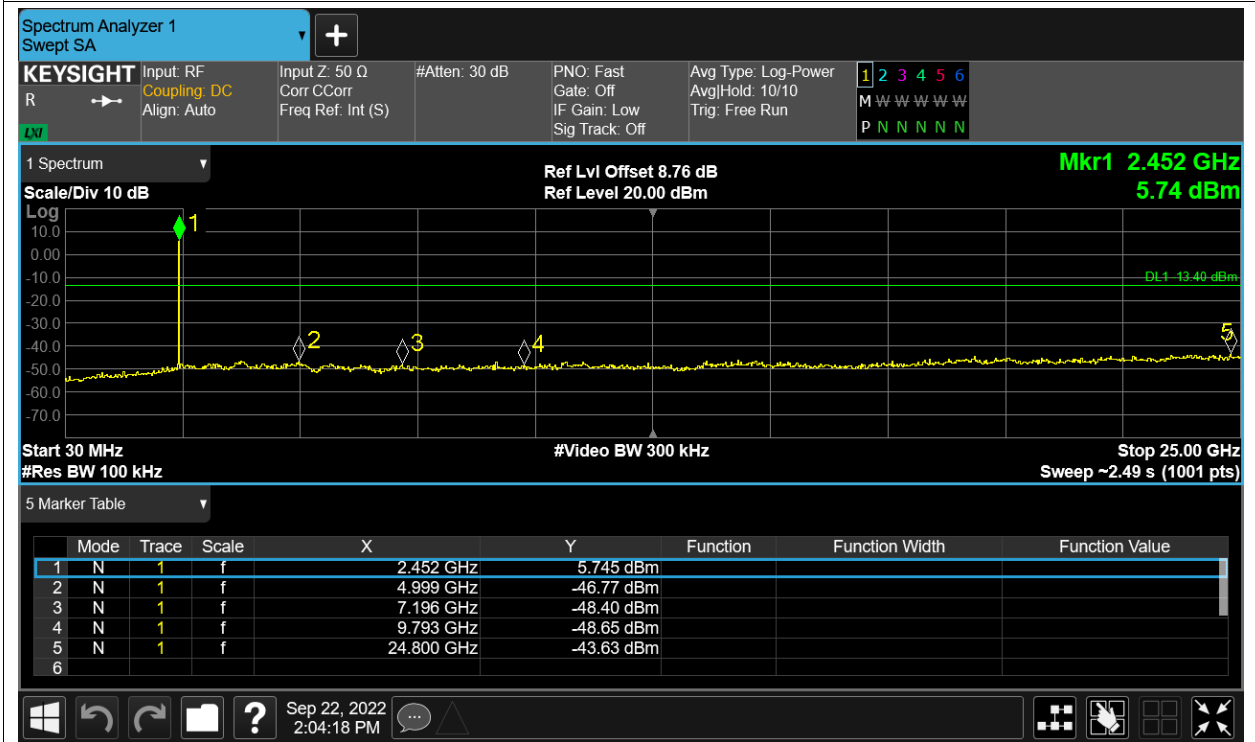 Spectrum Analyzer 1
Swept SA
+
KEYSIGHT
R
LXI
Input: RF
Coupling: DC
Align: Auto
Input Z: 50 Ω
Corr CCorr
Freq Ref: Int (S)
#Atten: 30 dB
PNO: Fast
Gate: Off
IF Gain: Low
Sig Track: Off
Avg Type: Log-Power
Avg|Hold: 10/10
Trig: Free Run
1 2 3 4 5 6
M W W W W W
P N N N N N
1 Spectrum
Scale/Div 10 dB
Ref Lvl Offset 8.76 dB
Ref Level 20.00 dBm
Mkr1 2.452 GHz
5.74 dBm
Log
10.0
0.00
-10.0
-20.0
-30.0
-40.0
-50.0
-60.0
-70.0
1
2
3
4
5
DL1 -13.40 dBm
Start 30 MHz
#Res BW 100 kHz
#Video BW 300 kHz
Stop 25.00 GHz
Sweep ~2.49 s (1001 pts)
5 Marker Table
Mode Trace Scale X Y Function Function Width Function Value
1 N 1 f 2.452 GHz 5.745 dBm
2 N 1 f 4.999 GHz -46.77 dBm
3 N 1 f 7.196 GHz -48.40 dBm
4 N 1 f 9.793 GHz -48.65 dBm
5 N 1 f 24.800 GHz -43.63 dBm
6
?
Sep 22, 2022
2:04:18 PM